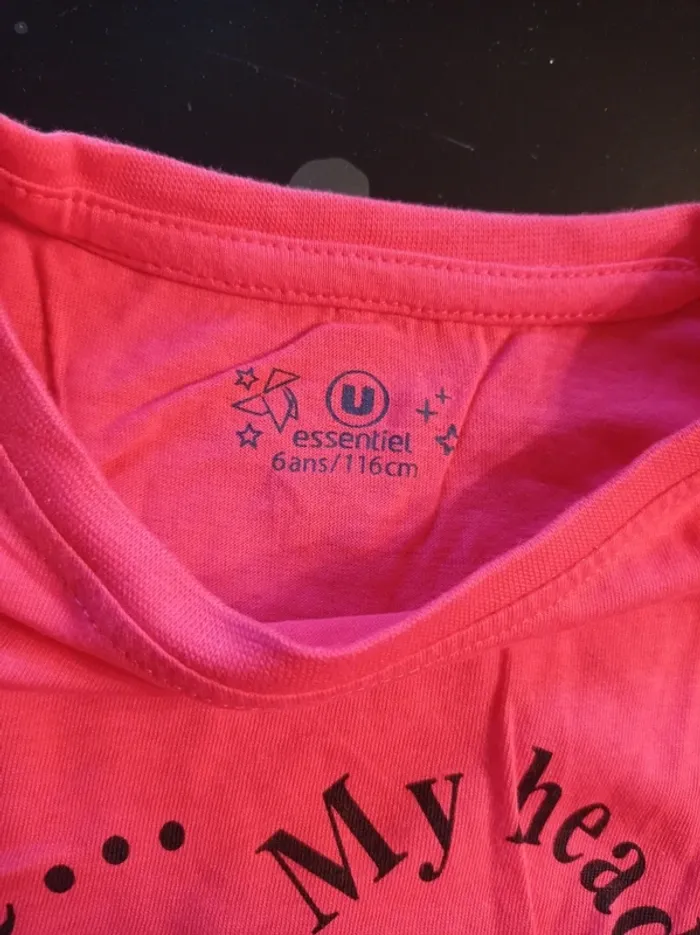 U
essentiel
6ans/116cm
... My